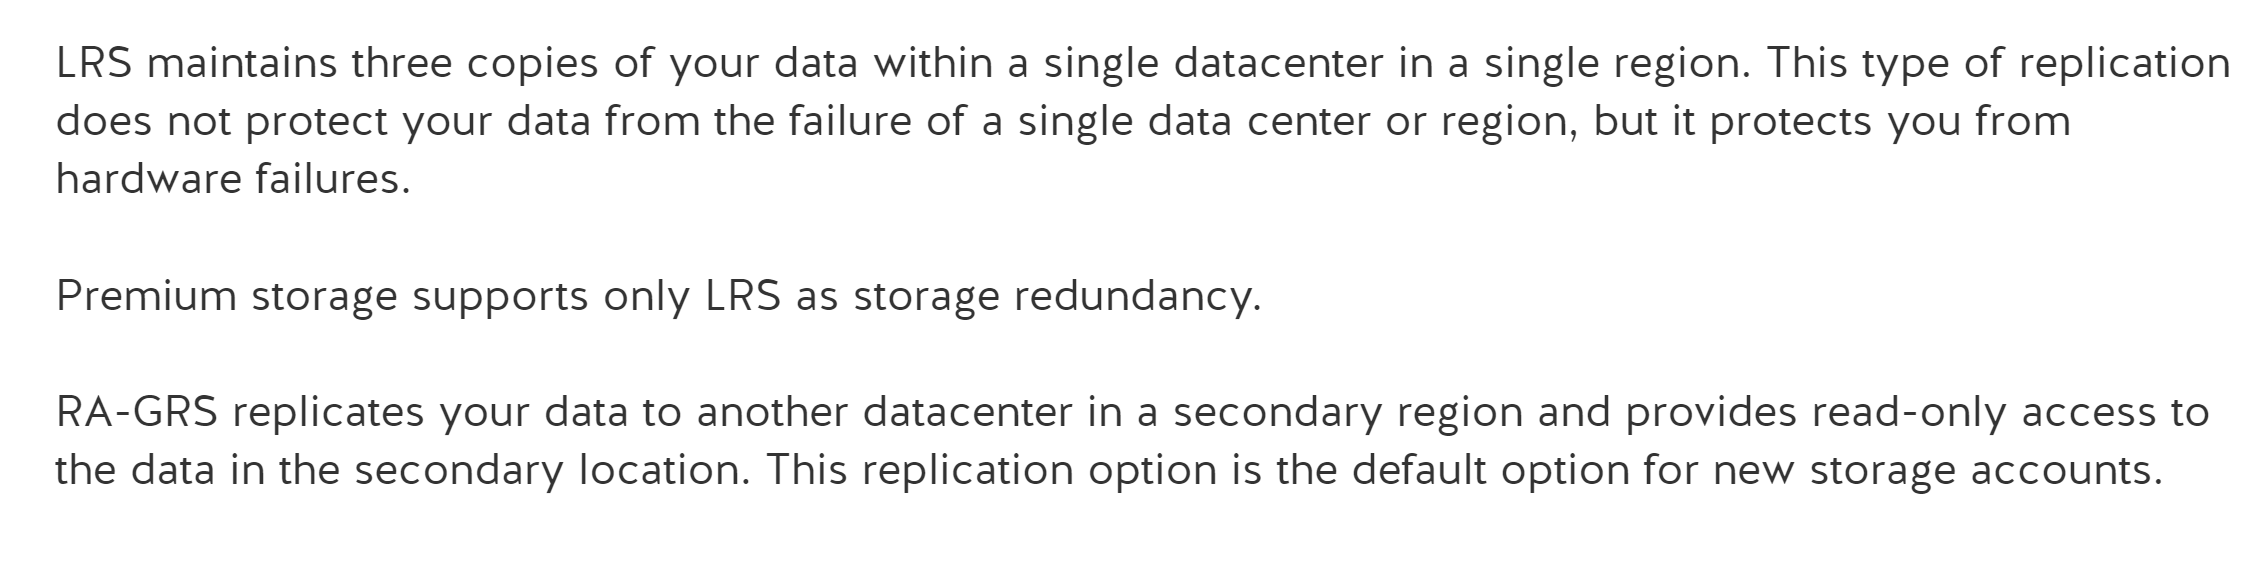 LRS maintains three copies of your data within a single datacenter in a single region. This type of replication
does not protect your data from the failure of a single data center or region, but it protects you from
hardware failures.
Premium storage supports only LRS as storage redundancy.
RA-GRS replicates your data to another datacenter in a secondary region and provides read-only access to
the data in the secondary location. This replication option is the default option for new storage accounts.